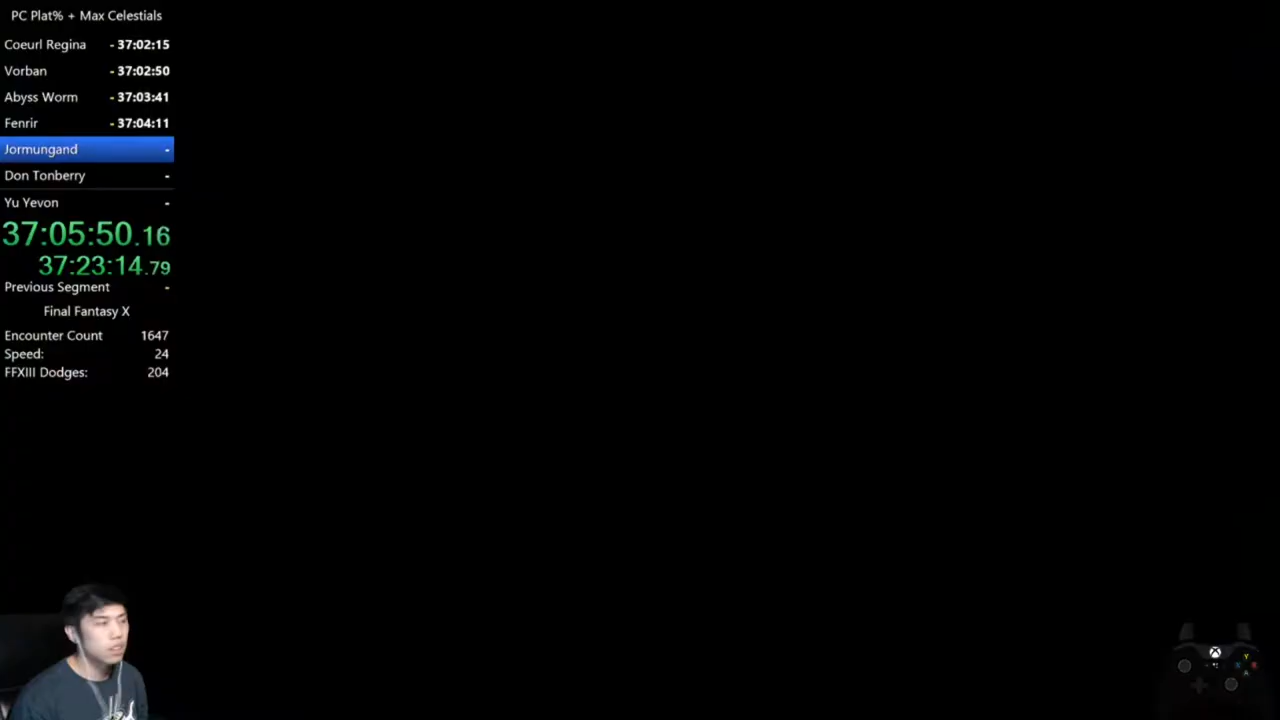 PC Plat% + Max Celestials
Coeurl Regina - 37:02:15
Vorban - 37:02:50
Abyss Worm - 37:03:41
Fenrir - 37:04:11
Jormungand -
Don Tonberry -
Yu Yevon -
37:05:50.16
37:23:14.79
Previous Segment -
Final Fantasy X
Encounter Count 1647
Speed: 24
FFXIII Dodges: 204
Y
X
B
A